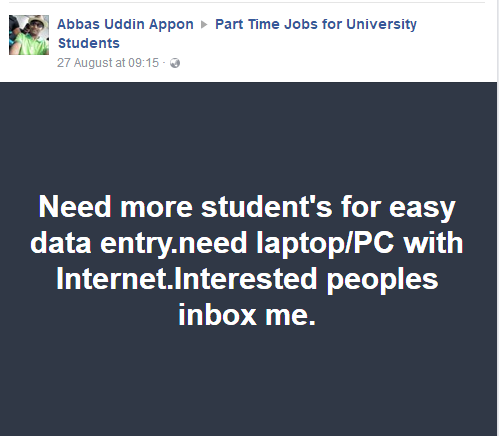 Abbas Uddin Appon ▶ Part Time Jobs for University
Students
27 August at 09:15 ·
Need more student's for easy
data entry.need laptop/PC with
Internet.Interested peoples
inbox me.